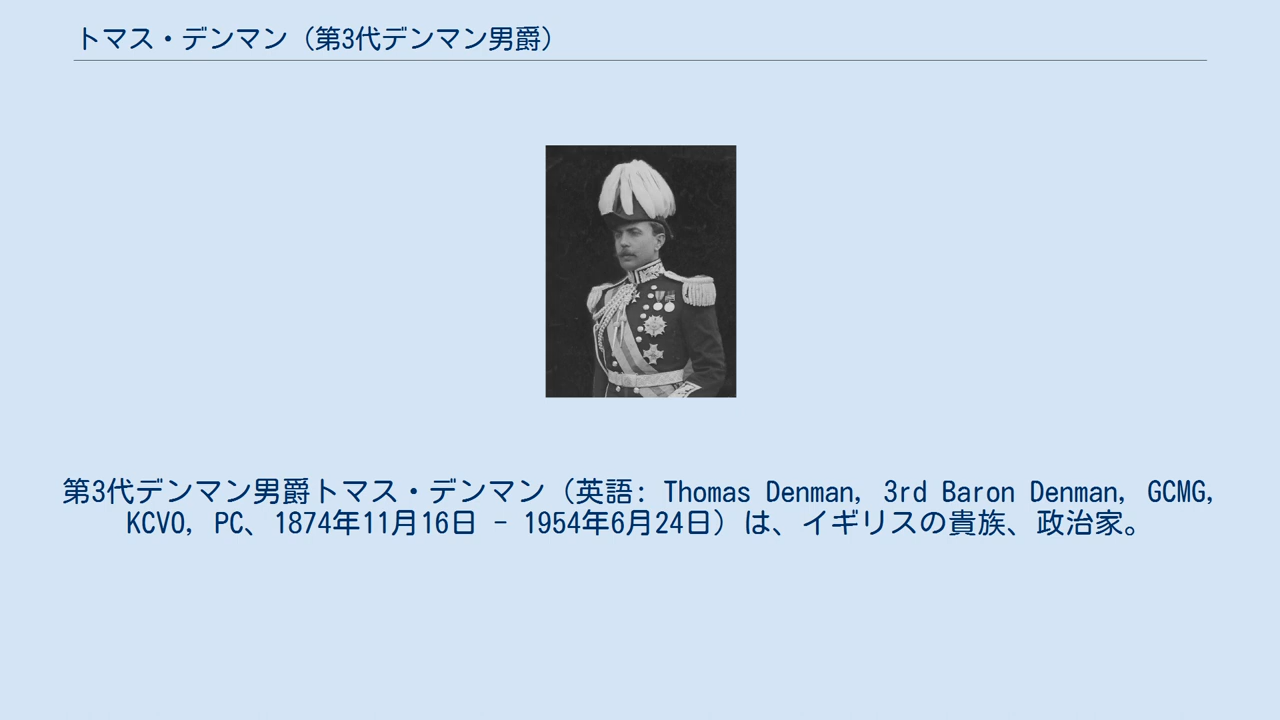 トマス・デンマン（第3代デンマン男爵）
第3代デンマン男爵トマス・デンマン（英語: Thomas Denman, 3rd Baron Denman, GCMG,
KCVO, PC、1874年11月16日 - 1954年6月24日）は、イギリスの貴族、政治家。